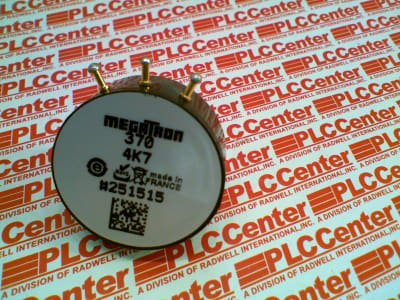 MEGATRON
370
4K7
made in
FRANCE
#251515
PLCCenter
A DIVISION OF RADWELL INTERNATIONAL, INC.